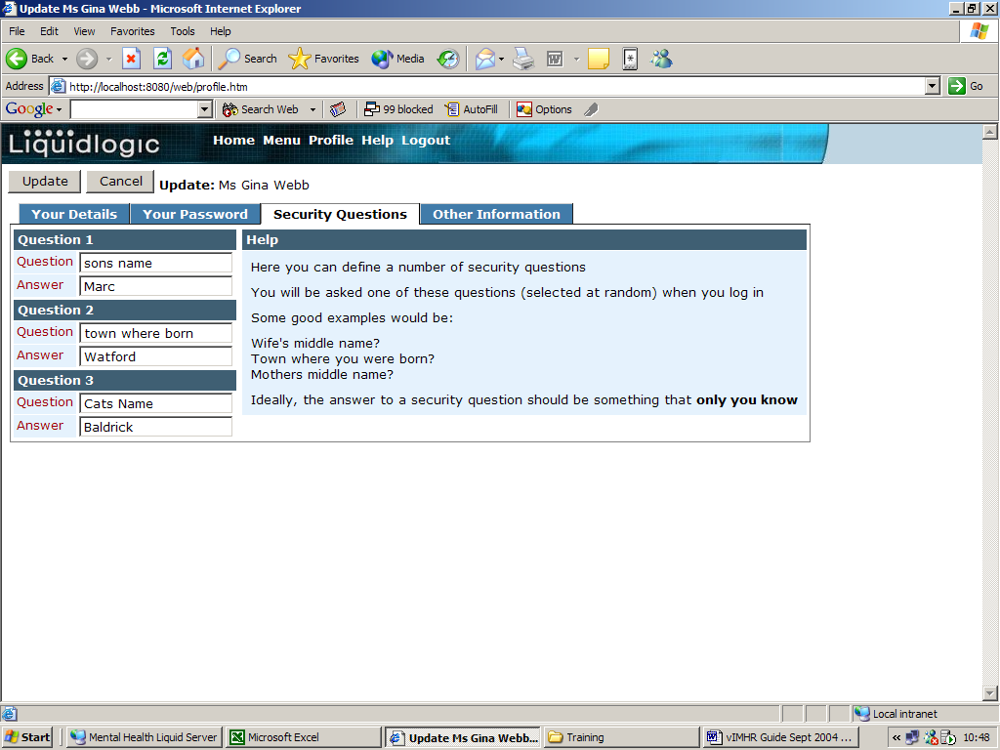 Update Ms Gina Webb - Microsoft Internet Explorer
File Edit View Favorites Tools Help
Back Search Favorites Media
Address http://localhost:8080/web/profile.htm Go
Google Search Web 99 blocked AutoFill Options
Liquidlogic Home Menu Profile Help Logout
Update Cancel Update: Ms Gina Webb
Your Details Your Password Security Questions Other Information
Question 1
Question sons name
Answer Marc
Question 2
Question town where born
Answer Watford
Question 3
Question Cats Name
Answer Baldrick
Help
Here you can define a number of security questions
You will be asked one of these questions (selected at random) when you log in
Some good examples would be:
Wife's middle name?
Town where you were born?
Mothers middle name?
Ideally, the answer to a security question should be something that only you know
Local intranet
Start Mental Health Liquid Server Microsoft Excel Update Ms Gina Webb... Training vIMHR Guide Sept 2004 ... « 10:48